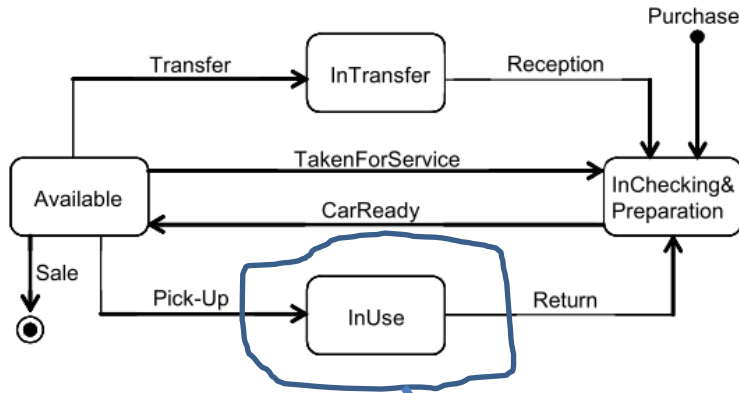 Purchase
Transfer
InTransfer
Reception
TakenForService
Available
InChecking&
Preparation
CarReady
Sale
Pick-Up
InUse
Return